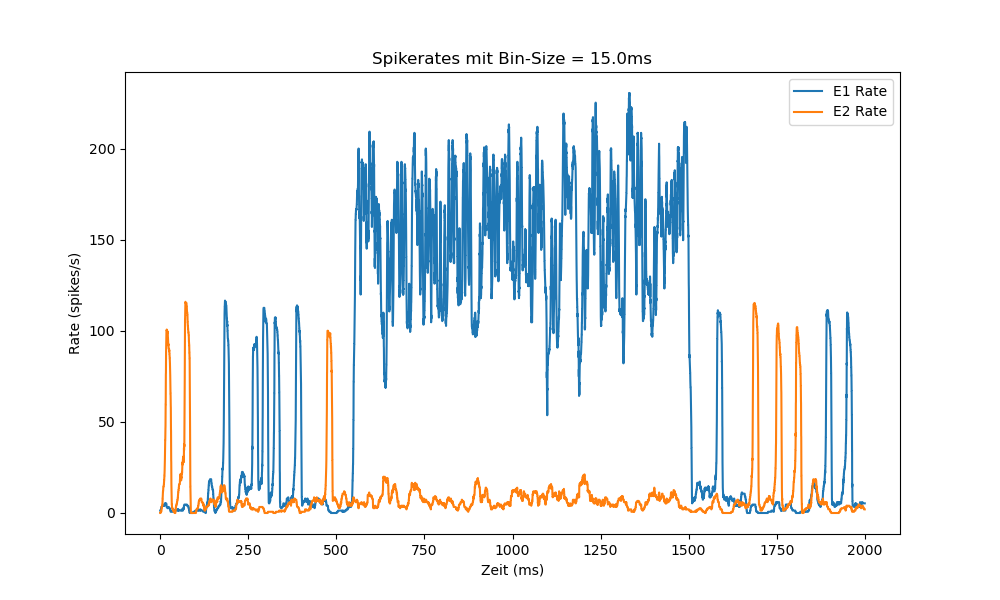 Spikerates mit Bin-Size = 15.0ms
E1 Rate
E2 Rate
200
150
100
50
0
Rate (spikes/s)
0 250 500 750 1000 1250 1500 1750 2000
Zeit (ms)